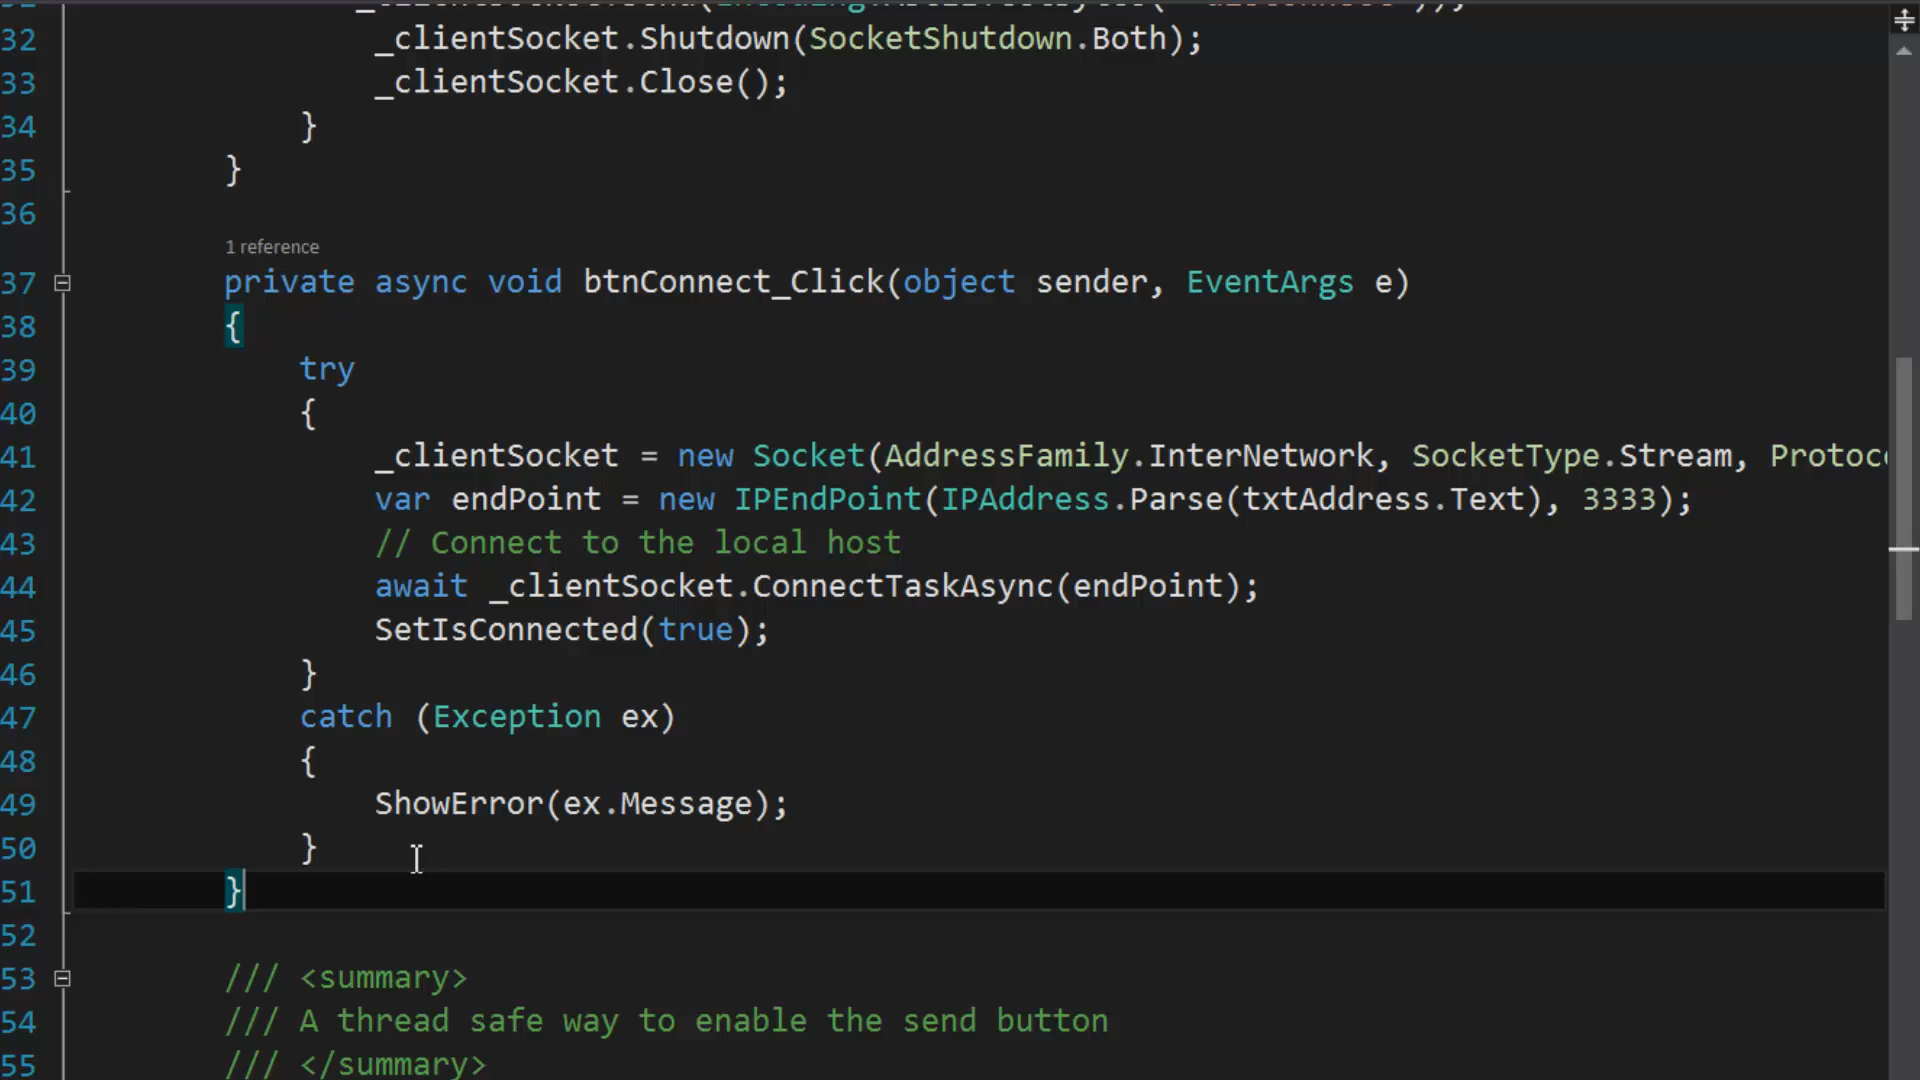 32 _clientSocket.Shutdown(SocketShutdown.Both);
33 _clientSocket.Close();
34 }
35 }
36
1 reference
37 private async void btnConnect_Click(object sender, EventArgs e)
38 {
39 try
40 {
41 _clientSocket = new Socket(AddressFamily.InterNetwork, SocketType.Stream, Protoc
42 var endPoint = new IPEndPoint(IPAddress.Parse(txtAddress.Text), 3333);
43 // Connect to the local host
44 await _clientSocket.ConnectTaskAsync(endPoint);
45 SetIsConnected(true);
46 }
47 catch (Exception ex)
48 {
49 ShowError(ex.Message);
50 }
51 }
52
53 /// <summary>
54 /// A thread safe way to enable the send button
55 /// </summary>